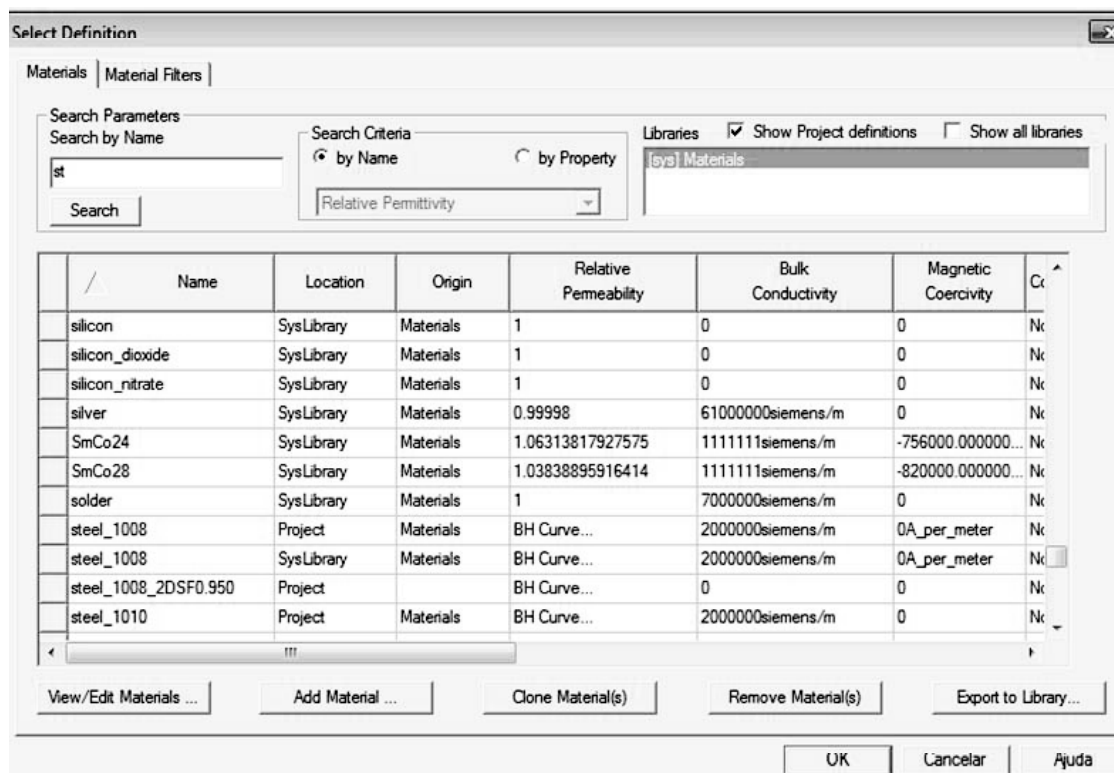 Select Definition
Materials Material Filters
Search Parameters
Search by Name Search Criteria Libraries Show Project definitions Show all libraries
st by Name by Property [sys] Materials
Search Relative Permittivity
Name Location Origin Relative Permeability Bulk Conductivity Magnetic Coercivity
silicon SysLibrary Materials 1 0 0
silicon_dioxide SysLibrary Materials 1 0 0
silicon_nitrate SysLibrary Materials 1 0 0
silver SysLibrary Materials 0.99998 61000000siemens/m 0
SmCo24 SysLibrary Materials 1.06313817927575 1111111siemens/m -756000.000000...
SmCo28 SysLibrary Materials 1.03838895916414 1111111siemens/m -820000.000000...
solder SysLibrary Materials 1 7000000siemens/m 0
steel_1008 Project Materials BH Curve... 2000000siemens/m 0A_per_meter
steel_1008 SysLibrary Materials BH Curve... 2000000siemens/m 0A_per_meter
steel_1008_2DSF0.950 Project BH Curve... 0 0
steel_1010 Project Materials BH Curve... 2000000siemens/m 0A_per_meter
View/Edit Materials ... Add Material ... Clone Material(s) Remove Material(s) Export to Library...
OK Cancelar Ajuda